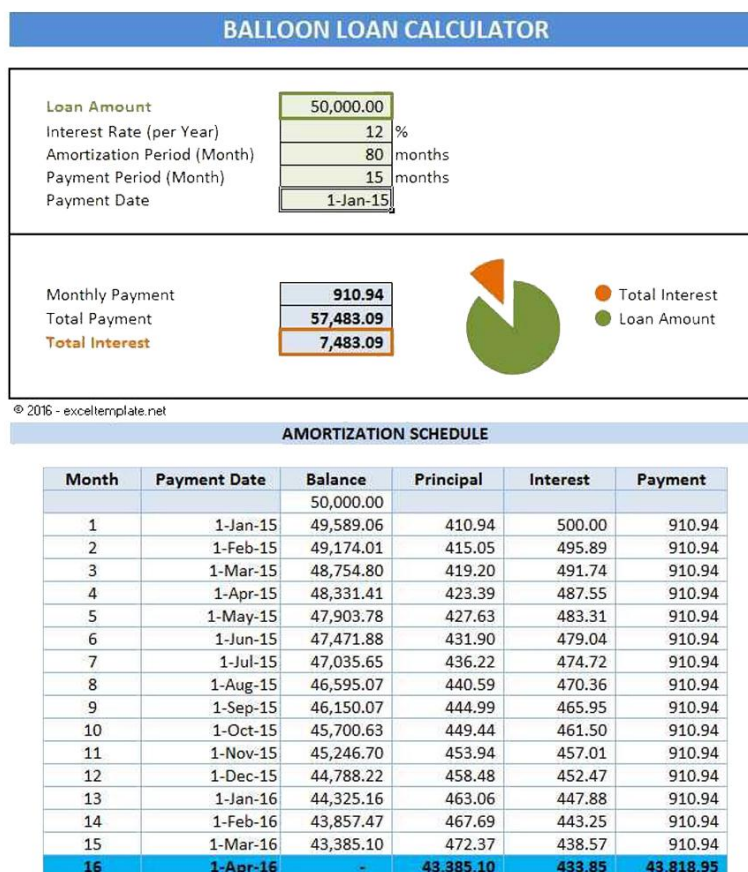 BALLOON LOAN CALCULATOR
Loan Amount 50,000.00
Interest Rate (per Year) 12 %
Amortization Period (Month) 80 months
Payment Period (Month) 15 months
Payment Date 1-Jan-15
Monthly Payment 910.94
Total Payment 57,483.09
Total Interest 7,483.09
Total Interest
Loan Amount
© 2016 - exceltemplate.net
AMORTIZATION SCHEDULE
Month Payment Date Balance Principal Interest Payment
50,000.00
1 1-Jan-15 49,589.06 410.94 500.00 910.94
2 1-Feb-15 49,174.01 415.05 495.89 910.94
3 1-Mar-15 48,754.80 419.20 491.74 910.94
4 1-Apr-15 48,331.41 423.39 487.55 910.94
5 1-May-15 47,903.78 427.63 483.31 910.94
6 1-Jun-15 47,471.88 431.90 479.04 910.94
7 1-Jul-15 47,035.65 436.22 474.72 910.94
8 1-Aug-15 46,595.07 440.59 470.36 910.94
9 1-Sep-15 46,150.07 444.99 465.95 910.94
10 1-Oct-15 45,700.63 449.44 461.50 910.94
11 1-Nov-15 45,246.70 453.94 457.01 910.94
12 1-Dec-15 44,788.22 458.48 452.47 910.94
13 1-Jan-16 44,325.16 463.06 447.88 910.94
14 1-Feb-16 43,857.47 467.69 443.25 910.94
15 1-Mar-16 43,385.10 472.37 438.57 910.94
16 1-Apr-16 - 43,385.10 433.85 43,818.95